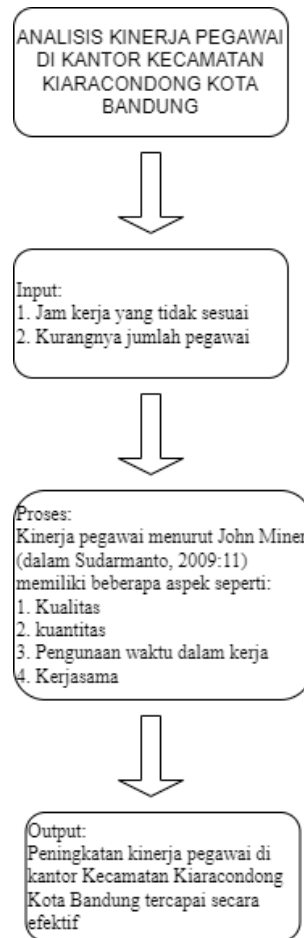 ANALISIS KINERJA PEGAWAI
DI KANTOR KECAMATAN
KIARACONDONG KOTA
BANDUNG
Input:
1. Jam kerja yang tidak sesuai
2. Kurangnya jumlah pegawai
Proses:
Kinerja pegawai menurut John Miner
(dalam Sudarmanto, 2009:11)
memiliki beberapa aspek seperti:
1. Kualitas
2. kuantitas
3. Pengunaan waktu dalam kerja
4. Kerjasama
Output:
Peningkatan kinerja pegawai di
kantor Kecamatan Kiaracondong
Kota Bandung tercapai secara
efektif